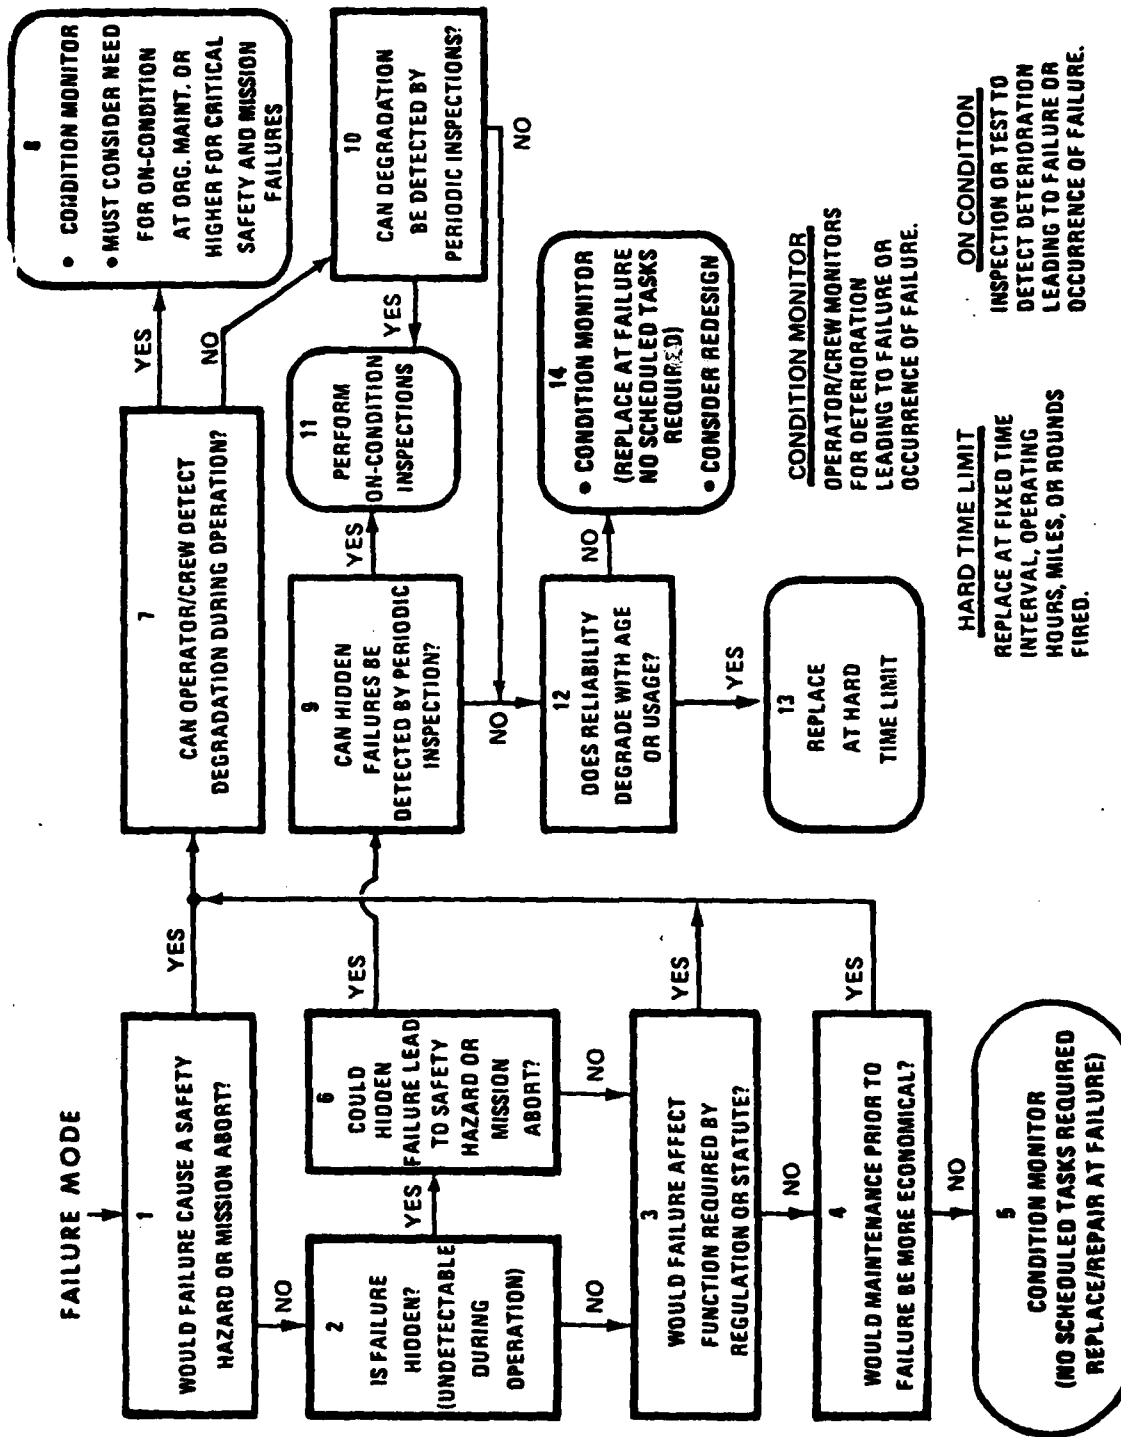 FAILURE MODE
1
WOULD FAILURE CAUSE A SAFETY
HAZARD OR MISSION ABORT?
YES
NO
2
IS FAILURE
HIDDEN?
(UNDETECTABLE
DURING
OPERATION)
YES
NO
6
COULD
HIDDEN
FAILURE LEAD
TO SAFETY
HAZARD OR
MISSION
ABORT?
YES
NO
3
WOULD FAILURE AFFECT
FUNCTION REQUIRED BY
REGULATION OR STATUTE?
YES
NO
4
WOULD MAINTENANCE PRIOR TO
FAILURE BE MORE ECONOMICAL?
YES
NO
5
CONDITION MONITOR
(NO SCHEDULED TASKS REQUIRED
REPLACE/REPAIR AT FAILURE)
7
CAN OPERATOR/CREW DETECT
DEGRADATION DURING OPERATION?
YES
NO
8
• CONDITION MONITOR
• MUST CONSIDER NEED
FOR ON-CONDITION
AT ORG. MAINT. OR
HIGHER FOR CRITICAL
SAFETY AND MISSION
FAILURES
9
CAN HIDDEN
FAILURES BE
DETECTED BY PERIODIC
INSPECTION?
YES
NO
10
CAN DEGRADATION
BE DETECTED BY
PERIODIC INSPECTIONS?
YES
NO
11
PERFORM
ON-CONDITION
INSPECTIONS
12
DOES RELIABILITY
DEGRADE WITH AGE
OR USAGE?
NO
YES
13
REPLACE
AT HARD
TIME LIMIT
14
• CONDITION MONITOR
(REPLACE AT FAILURE
NO SCHEDULED TASKS
REQUIRED)
• CONSIDER REDESIGN
HARD TIME LIMIT
REPLACE AT FIXED TIME
INTERVAL, OPERATING
HOURS, MILES, OR ROUNDS
FIRED.
CONDITION MONITOR
OPERATOR/CREW MONITORS
FOR DETERIORATION
LEADING TO FAILURE OR
OCCURRENCE OF FAILURE.
ON CONDITION
INSPECTION OR TEST TO
DETECT DETERIORATION
LEADING TO FAILURE OR
OCCURRENCE OF FAILURE.